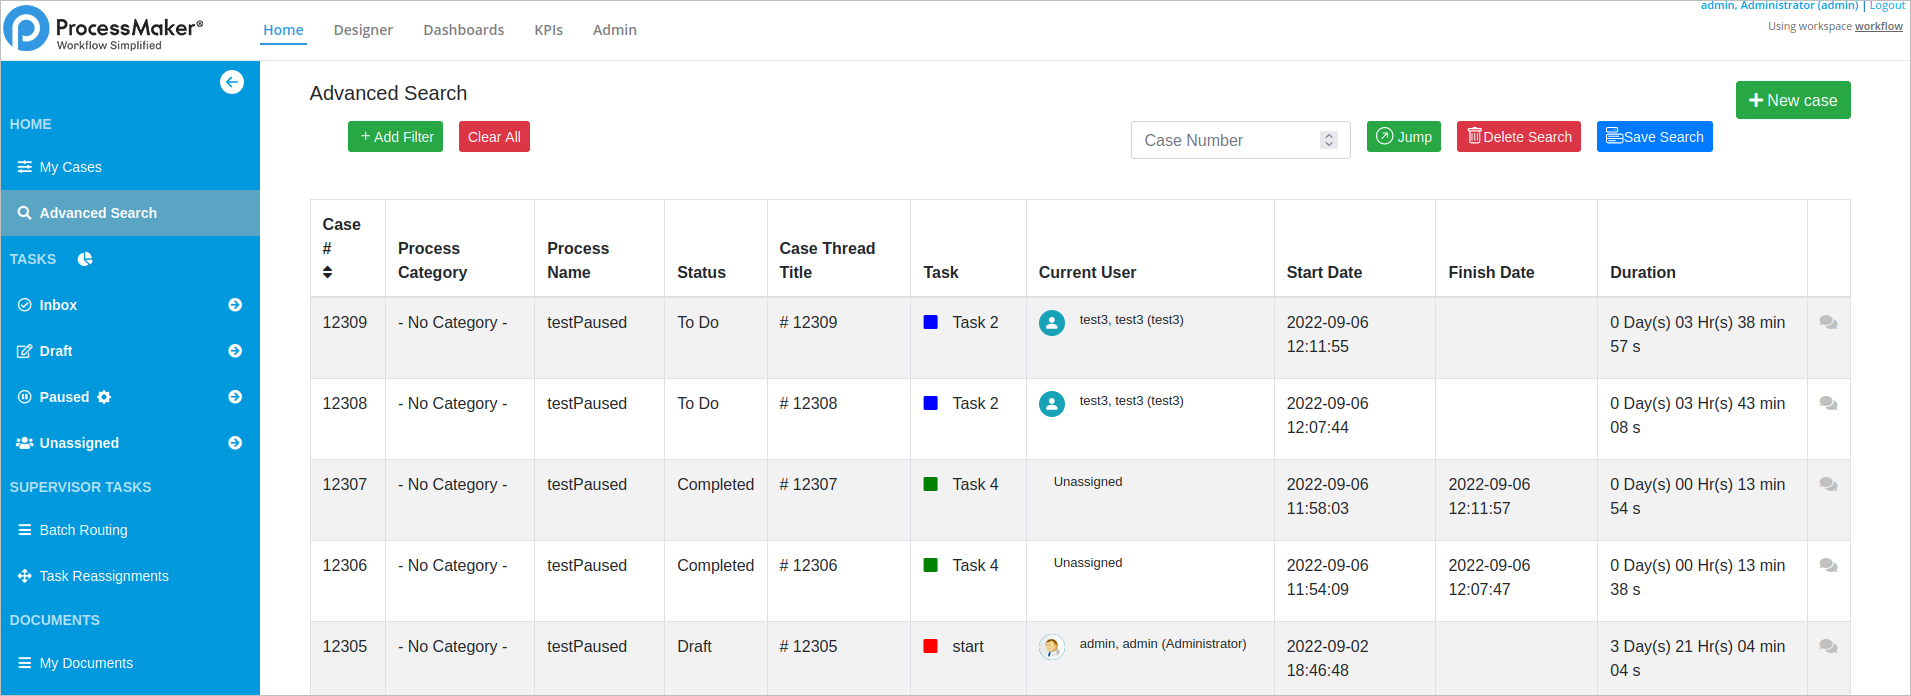 ProcessMaker®
Workflow Simplified
Home Designer Dashboards KPIs Admin
admin, Administrator (admin) | Logout
Using workspace workflow
HOME
My Cases
Advanced Search
TASKS
Inbox
Draft
Paused
Unassigned
SUPERVISOR TASKS
Batch Routing
Task Reassignments
DOCUMENTS
My Documents
Advanced Search
+ New case
+ Add Filter Clear All Case Number Jump Delete Search Save Search
Case # Process Category Process Name Status Case Thread Title Task Current User Start Date Finish Date Duration
12309 - No Category - testPaused To Do # 12309 Task 2 test3, test3 (test3) 2022-09-06 12:11:55 0 Day(s) 03 Hr(s) 38 min 57 s
12308 - No Category - testPaused To Do # 12308 Task 2 test3, test3 (test3) 2022-09-06 12:07:44 0 Day(s) 03 Hr(s) 43 min 08 s
12307 - No Category - testPaused Completed # 12307 Task 4 Unassigned 2022-09-06 11:58:03 2022-09-06 12:11:57 0 Day(s) 00 Hr(s) 13 min 54 s
12306 - No Category - testPaused Completed # 12306 Task 4 Unassigned 2022-09-06 11:54:09 2022-09-06 12:07:47 0 Day(s) 00 Hr(s) 13 min 38 s
12305 - No Category - testPaused Draft # 12305 start admin, admin (Administrator) 2022-09-02 18:46:48 3 Day(s) 21 Hr(s) 04 min 04 s